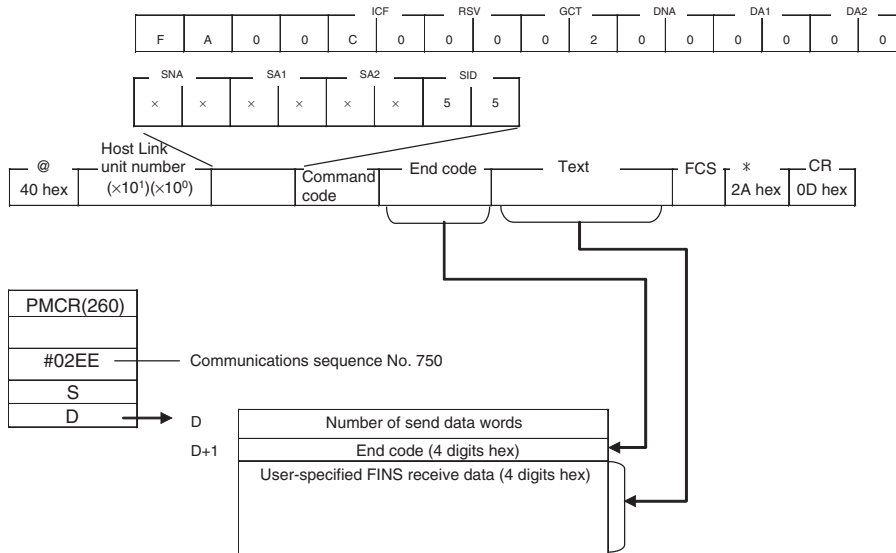 ICF RSV GCT DNA DA1 DA2
F A 0 0 C 0 0 0 0 2 0 0 0 0 0 0
SNA SA1 SA2 SID
× × × × × × 5 5
@ Host Link unit number (×10¹)(×10⁰) Command code End code Text FCS * CR
40 hex 2A hex 0D hex
PMCR(260)
#02EE Communications sequence No. 750
S
D D Number of send data words
D+1 End code (4 digits hex)
User-specified FINS receive data (4 digits hex)